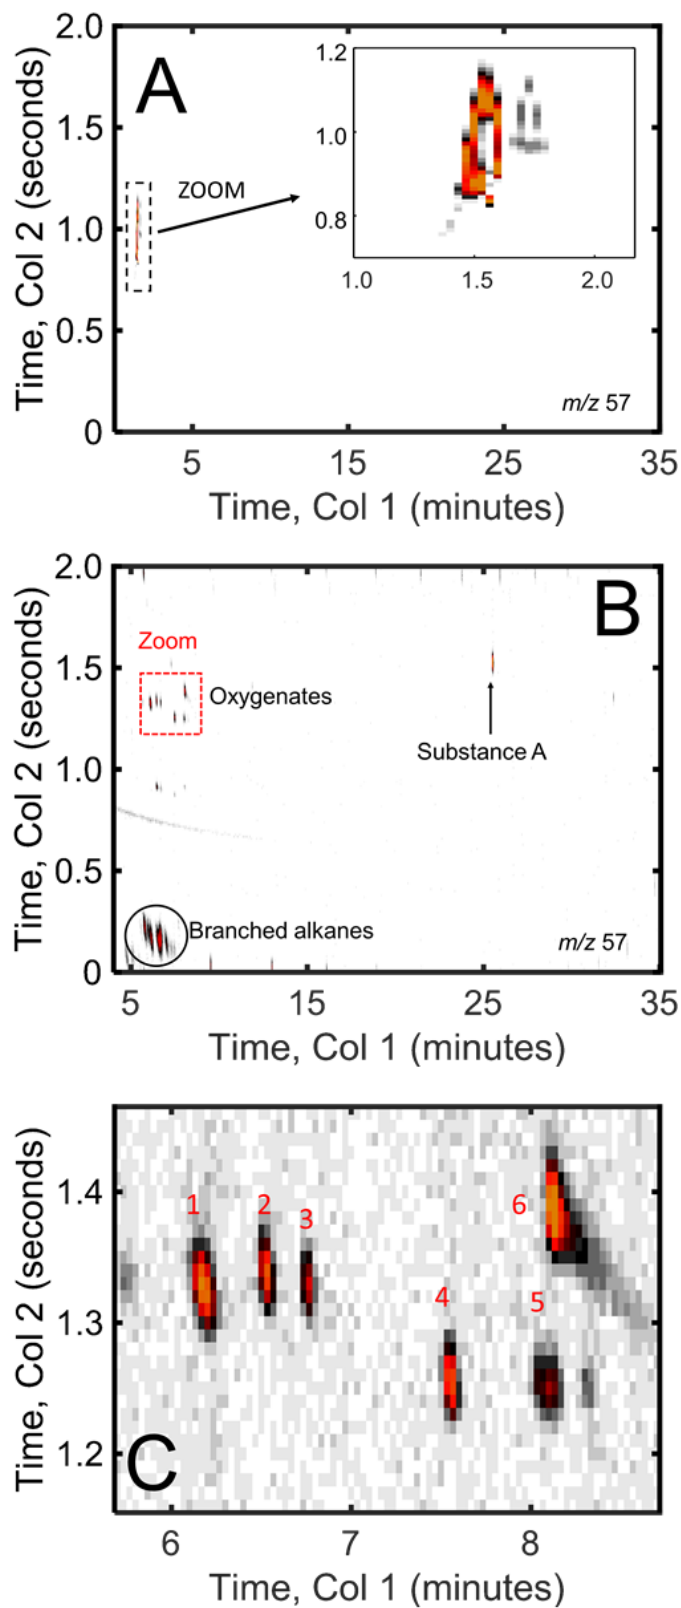 2.0
A
1.2
1.5
ZOOM
1.0
1.0
0.8
1.0
1.5
2.0
0.5
m/z 57
0
5
15
25
35
Time, Col 1 (minutes)
Time, Col 2 (seconds)
2.0
B
Zoom
1.5
Oxygenates
Substance A
1.0
0.5
Branched alkanes
m/z 57
0
5
15
25
35
Time, Col 1 (minutes)
Time, Col 2 (seconds)
1.4
1
2
3
6
1.3
4
5
1.2
C
6
7
8
Time, Col 1 (minutes)
Time, Col 2 (seconds)